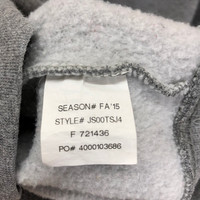 SEASON# FA'15
STYLE# JS00TSJ4
F 721436
PO# 4000103686